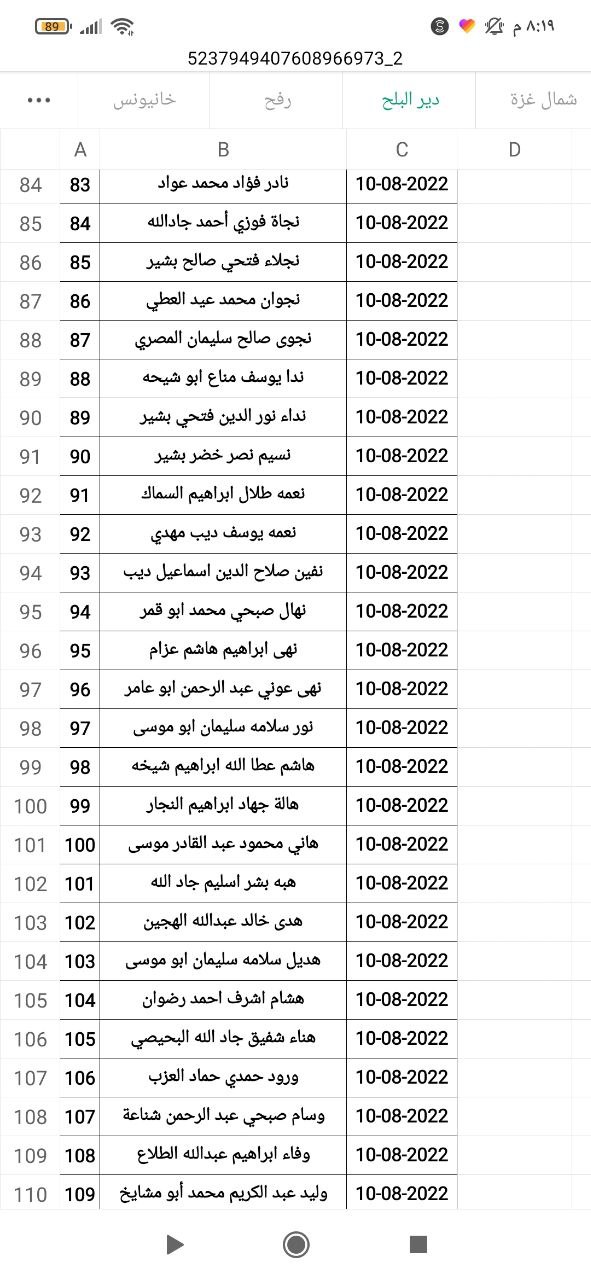 89 م ٨:١٩
5237949407608966973_2
شمال غزة دير البلح رفح خانيونس •••
A B C D
84 83 نادر فؤاد محمد عواد 10-08-2022
85 84 نجاة فوزي أحمد جادالله 10-08-2022
86 85 نجلاء فتحي صالح بشير 10-08-2022
87 86 نجوان محمد عيد العطي 10-08-2022
88 87 نجوى صالح سليمان المصري 10-08-2022
89 88 ندا يوسف مناع ابو شيحه 10-08-2022
90 89 نداء نور الدين فتحي بشير 10-08-2022
91 90 نسيم نصر خضر بشير 10-08-2022
92 91 نعمه طلال ابراهيم السماك 10-08-2022
93 92 نعمه يوسف ديب مهدي 10-08-2022
94 93 نفين صلاح الدين اسماعيل ديب 10-08-2022
95 94 نهال صبحي محمد ابو قمر 10-08-2022
96 95 نهى ابراهيم هاشم عزام 10-08-2022
97 96 نهى عوني عبد الرحمن ابو عامر 10-08-2022
98 97 نور سلامه سليمان ابو موسى 10-08-2022
99 98 هاشم عطا الله ابراهيم شيخه 10-08-2022
100 99 هالة جهاد ابراهيم النجار 10-08-2022
101 100 هاني محمود عبد القادر موسى 10-08-2022
102 101 هبه بشر اسليم جاد الله 10-08-2022
103 102 هدى خالد عبدالله الهجين 10-08-2022
104 103 هديل سلامه سليمان ابو موسى 10-08-2022
105 104 هشام اشرف احمد رضوان 10-08-2022
106 105 هناء شفيق جاد الله البحيصي 10-08-2022
107 106 ورود حمدي حماد العزب 10-08-2022
108 107 وسام صبحي عبد الرحمن شناعة 10-08-2022
109 108 وفاء ابراهيم عبدالله الطلاع 10-08-2022
110 109 وليد عبد الكريم محمد أبو مشايخ 10-08-2022